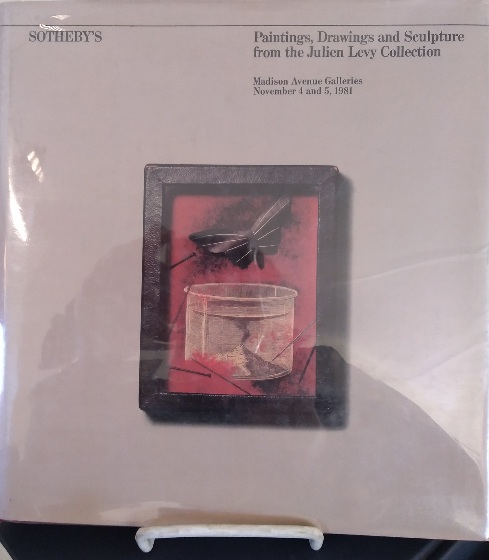 SOTHEBY'S
Paintings, Drawings and Sculpture
from the Julien Levy Collection
Madison Avenue Galleries
November 4 and 5, 1981